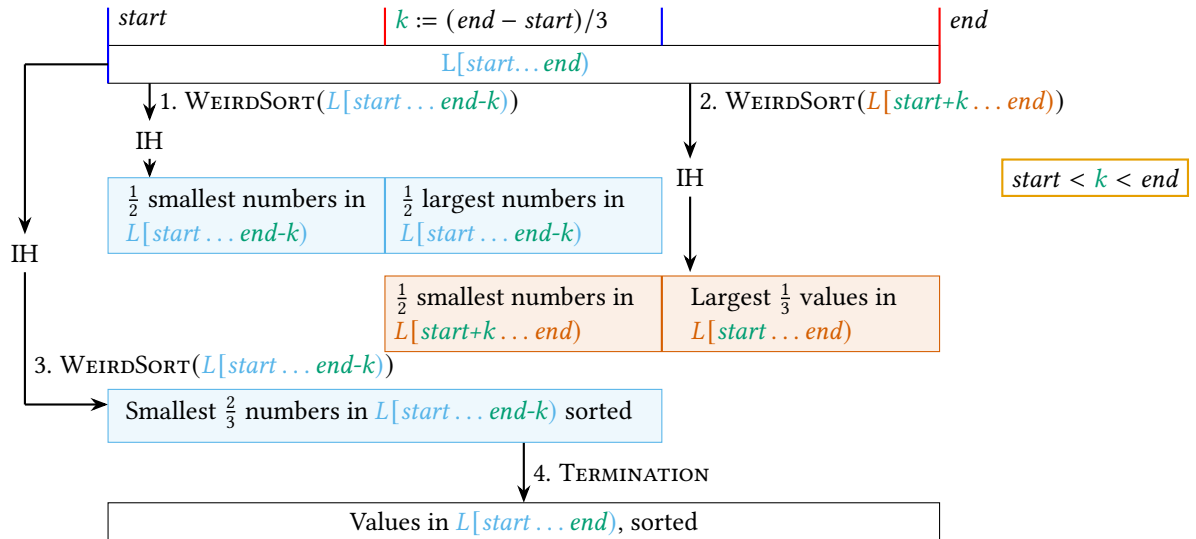 start
k := (end − start)/3
end
L[start… end)
1. WEIRDSORT(L[start … end-k))
2. WEIRDSORT(L[start+k … end))
IH
IH
start < k < end
1/2 smallest numbers in
L[start … end-k)
1/2 largest numbers in
L[start … end-k)
IH
1/2 smallest numbers in
L[start+k … end)
Largest 1/3 values in
L[start … end)
3. WEIRDSORT(L[start … end-k))
Smallest 2/3 numbers in L[start … end-k) sorted
4. TERMINATION
Values in L[start … end), sorted